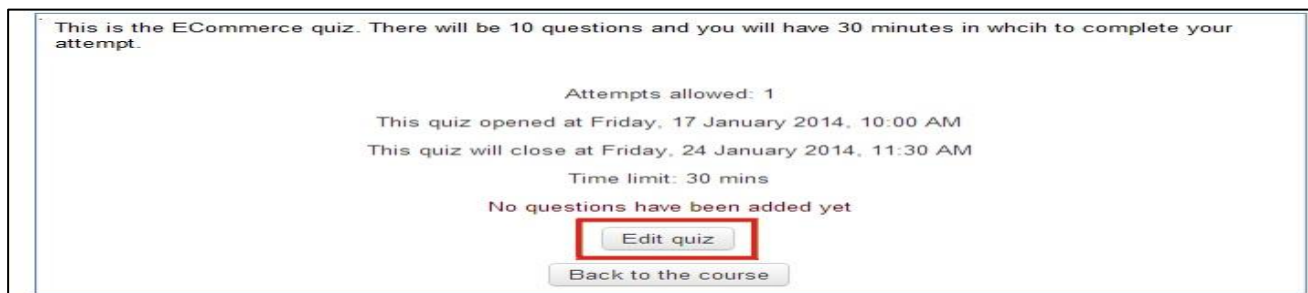 This is the ECommerce quiz. There will be 10 questions and you will have 30 minutes in whcih to complete your
attempt.
Attempts allowed: 1
This quiz opened at Friday, 17 January 2014, 10:00 AM
This quiz will close at Friday, 24 January 2014, 11:30 AM
Time limit: 30 mins
No questions have been added yet
Edit quiz
Back to the course